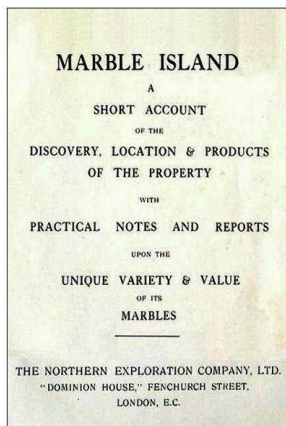 MARBLE ISLAND
A
SHORT ACCOUNT
OF THE
DISCOVERY, LOCATION & PRODUCTS
OF THE PROPERTY
WITH
PRACTICAL NOTES AND REPORTS
UPON THE
UNIQUE VARIETY & VALUE
OF ITS
MARBLES
THE NORTHERN EXPLORATION COMPANY, LTD.
"DOMINION HOUSE," FENCHURCH STREET,
LONDON, E.C.